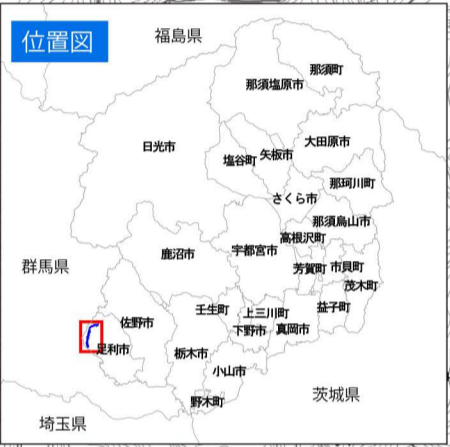 位置図
福島県
那須町
那須塩原市
日光市
大田原市
塩谷町
矢板市
那珂川町
さくら市
那須烏山市
高根沢町
宇都宮市
鹿沼市
群馬県
芳賀町
市貝町
茂木町
益子町
壬生町
上三川町
佐野市
下野市
真岡市
足利市
栃木市
小山市
茨城県
野木町
埼玉県